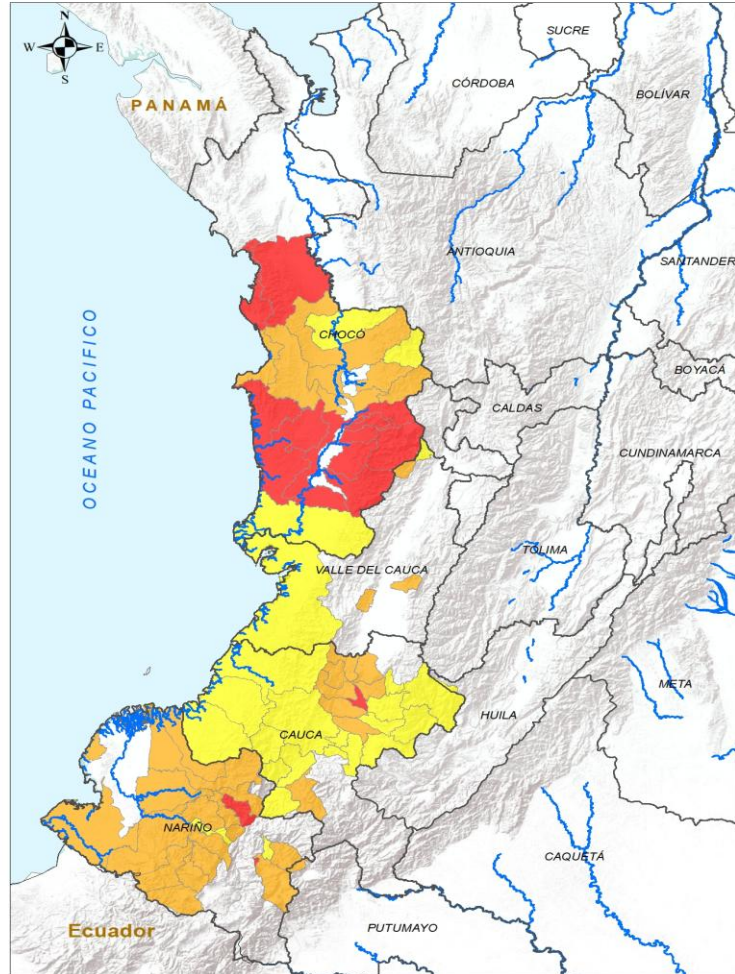 N
W E
S
SUCRE
CÓRDOBA
BOLÍVAR
PANAMÁ
ANTIOQUIA
SANTANDER
OCEANO PACIFICO
CHOCÓ
BOYACÁ
CALDAS
CUNDINAMARCA
TOLIMA
VALLE DEL CAUCA
META
HUILA
CAUCA
NARIÑO
CAQUETÁ
Ecuador
PUTUMAYO